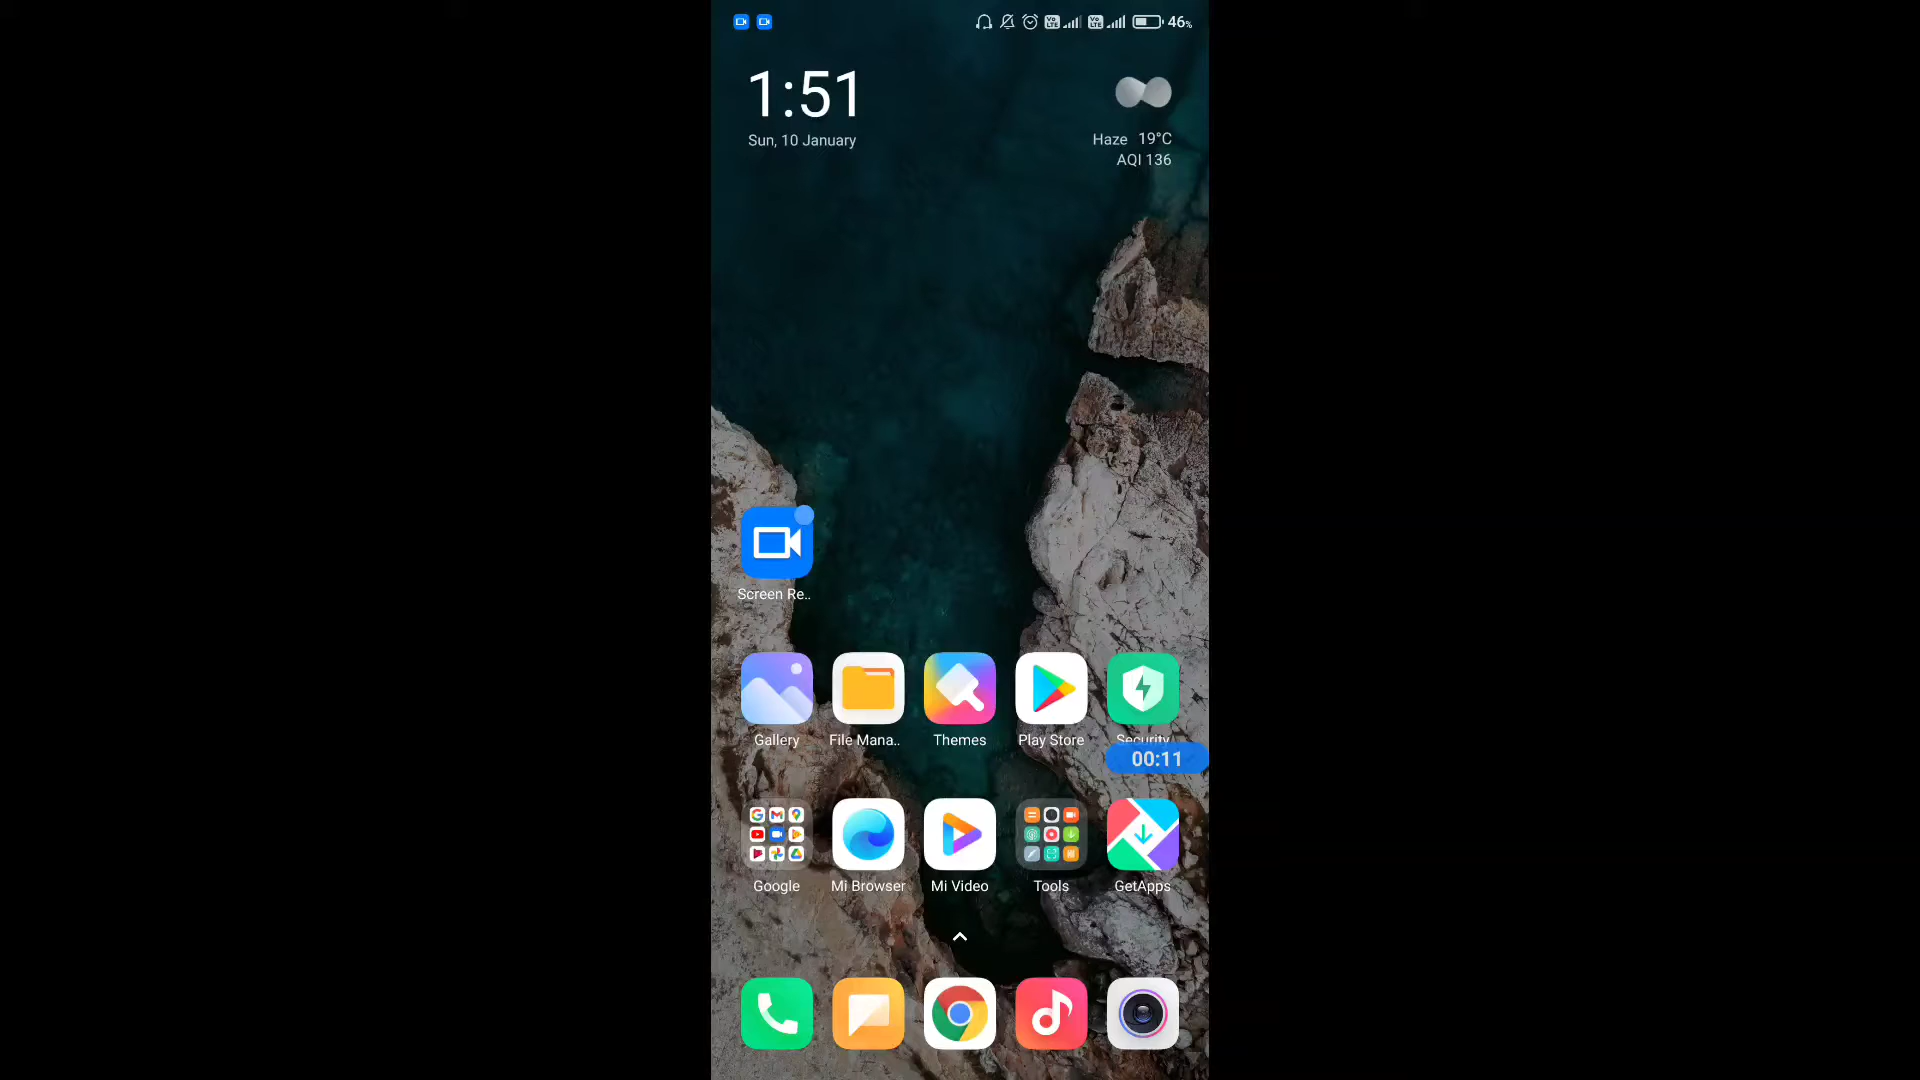 46%
1:51
Sun, 10 January
Haze 19°C
AQI 136
Screen Re..
Gallery
File Mana..
Themes
Play Store
Security
00:11
Google
Mi Browser
Mi Video
Tools
GetApps